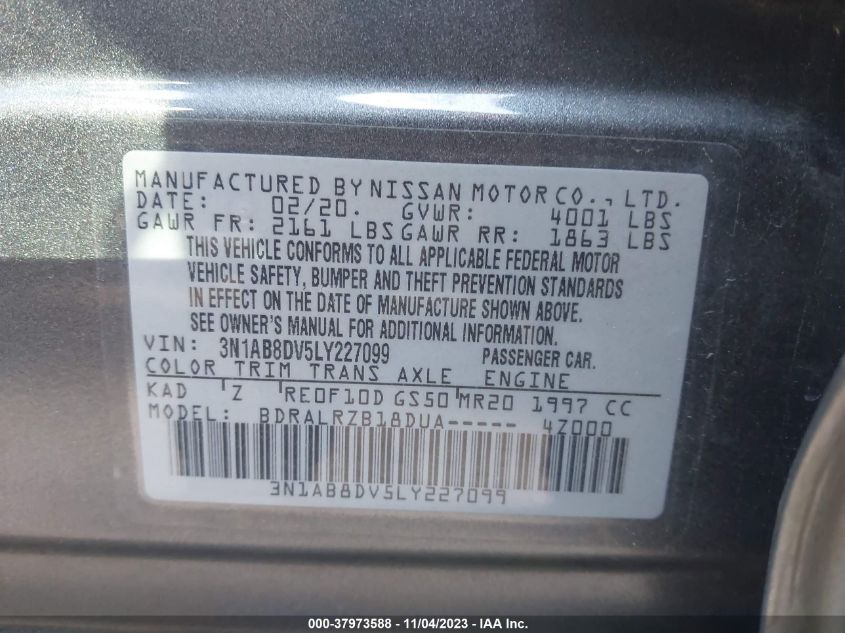 MANUFACTURED BY NISSAN MOTOR CO., LTD.
DATE: 02/20. GVWR: 4001 LBS
GAWR FR: 2161 LBS GAWR RR: 1863 LBS
THIS VEHICLE CONFORMS TO ALL APPLICABLE FEDERAL MOTOR
VEHICLE SAFETY, BUMPER AND THEFT PREVENTION STANDARDS
IN EFFECT ON THE DATE OF MANUFACTURE SHOWN ABOVE.
SEE OWNER'S MANUAL FOR ADDITIONAL INFORMATION.
VIN: 3N1AB8DV5LY227099 PASSENGER CAR.
COLOR TRIM TRANS AXLE ENGINE
KAD Z RE0F10D GS50 MR20 1997 CC
MODEL: BDRALRZB18DUA----- 4Z000
3N1AB8DV5LY227099
000-37973588 - 11/04/2023 - IAA Inc.